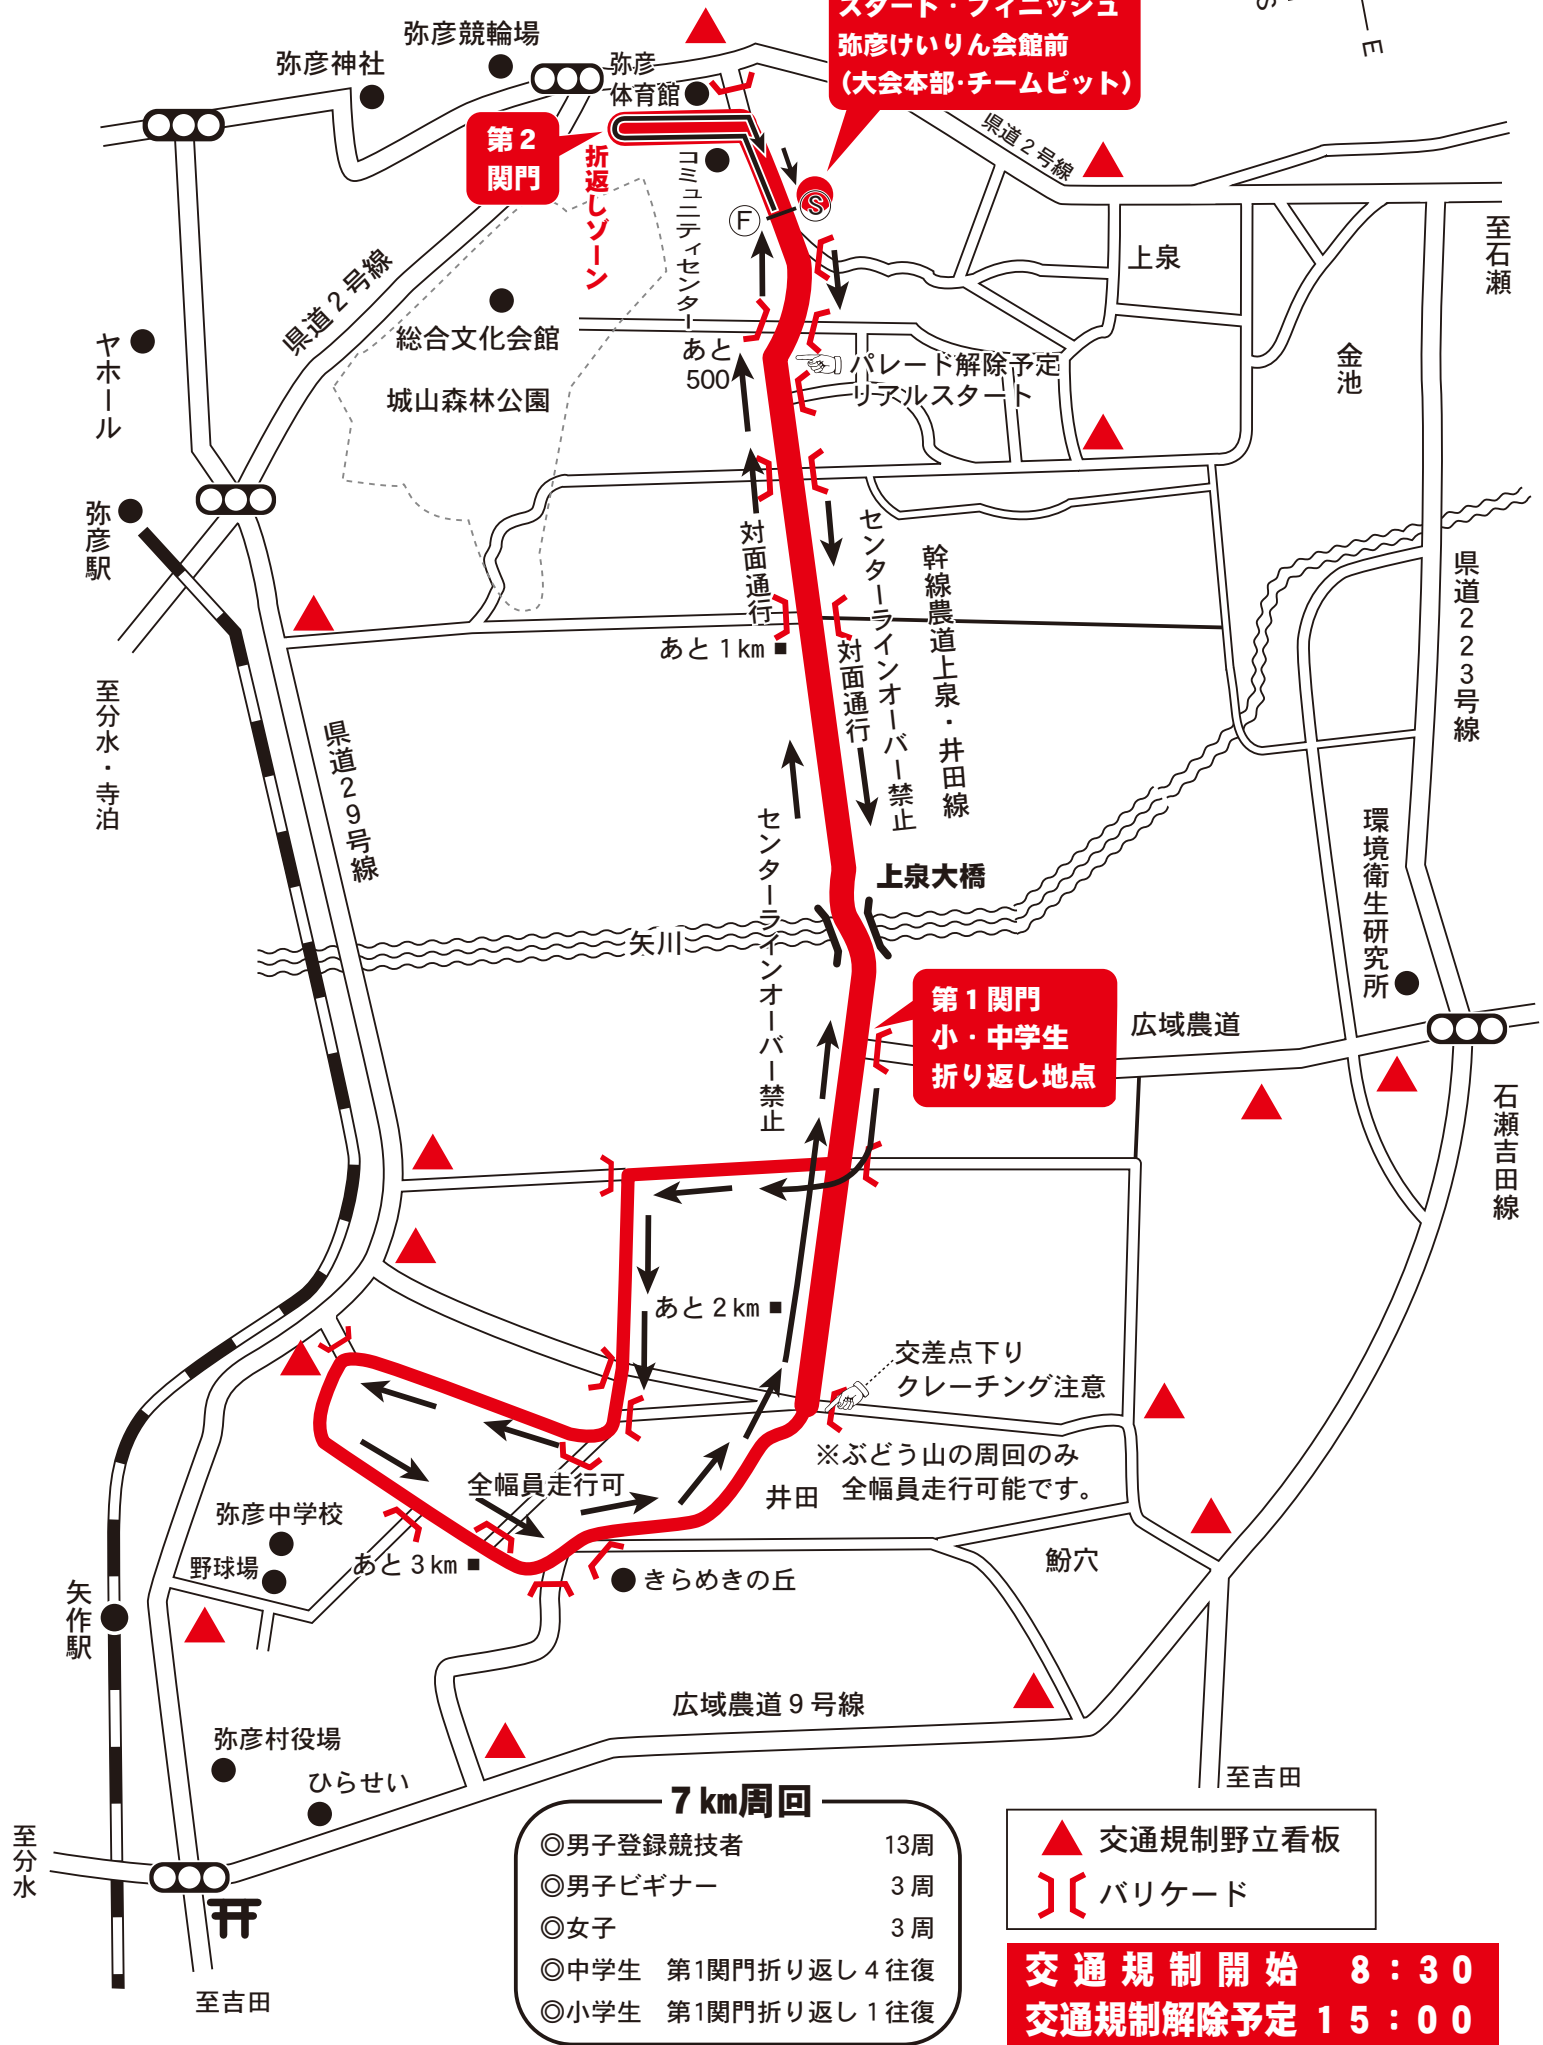 スタート・フィニッシュ
弥彦けいりん会館前
(大会本部・チームピット)
E
弥彦競輪場
弥彦神社
弥彦
体育館
第2
関門
折返しゾーン
コミュニティセンター
県道2号線
S
F
至石瀬
上泉
県道2号線
ヤホール
総合文化会館
城山森林公園
あと
500
パレード解除予定
リアルスタート
金池
弥彦駅
対面通行
センターラインオーバー禁止
幹線農道上泉・井田線
県道223号線
あと1km
対面通行
至分水・寺泊
県道29号線
センターラインオーバー禁止
上泉大橋
矢川
環境衛生研究所
第1関門
小・中学生
折り返し地点
広域農道
石瀬吉田線
あと2km
交差点下り
クレーチング注意
※ぶどう山の周回のみ
全幅員走行可能です。
全幅員走行可
井田
弥彦中学校
野球場
あと3km
きらめきの丘
魵穴
矢作駅
広域農道9号線
弥彦村役場
ひらせい
至吉田
至分水
至吉田
7km周回
◎男子登録競技者 13周
◎男子ビギナー 3周
◎女子 3周
◎中学生 第1関門折り返し4往復
◎小学生 第1関門折り返し1往復
交通規制野立看板
バリケード
交通規制開始 8:30
交通規制解除予定 15:00